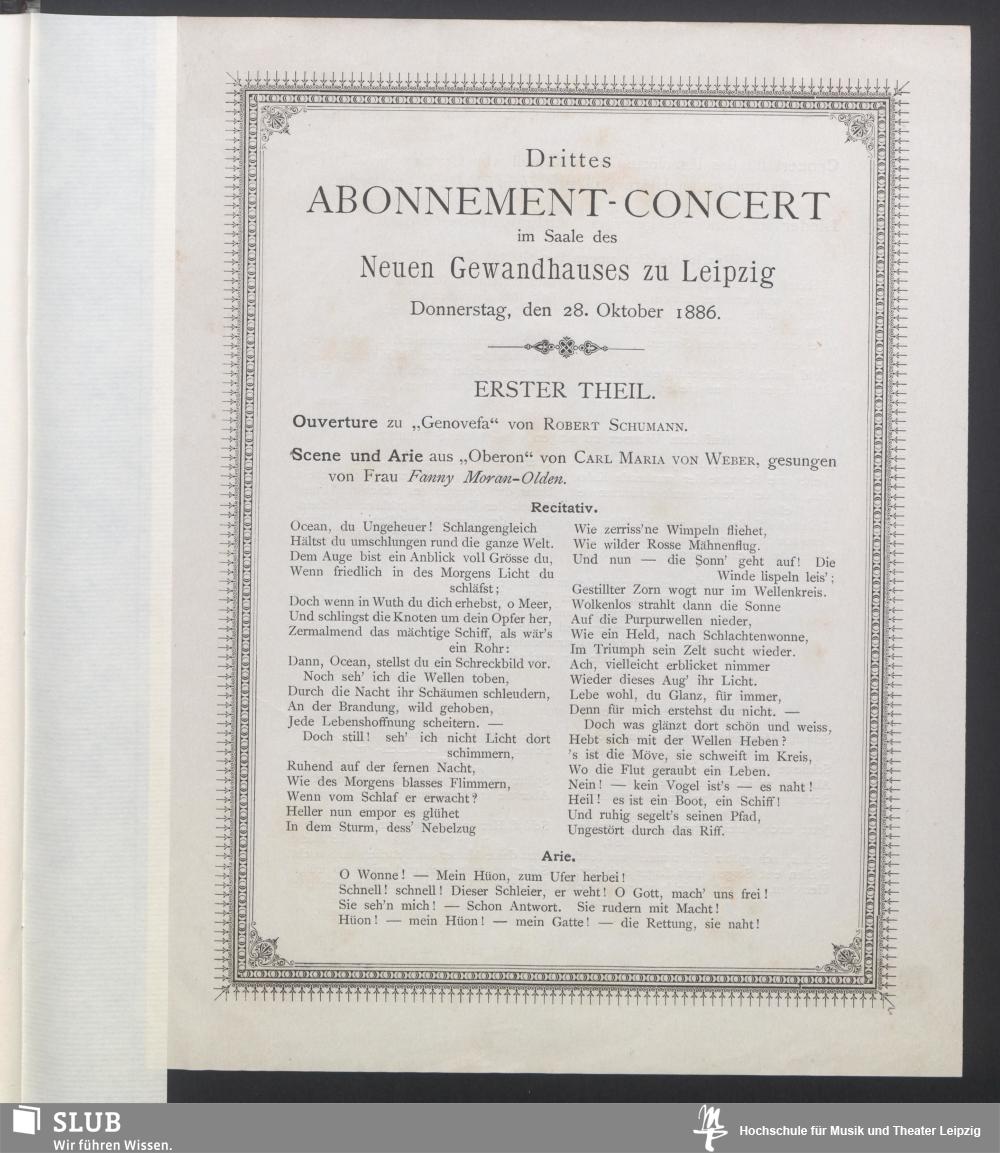 Drittes
ABONNEMENT-CONCERT
im Saale des
Neuen Gewandhauses zu Leipzig
Donnerstag, den 28. Oktober 1886.
ERSTER THEIL.
Ouverture zu „Genovefa“ von ROBERT SCHUMANN.
Scene und Arie aus „Oberon“ von CARL MARIA VON WEBER, gesungen
von Frau Fanny Moran-Olden.
Recitativ.
Ocean, du Ungeheuer! Schlangengleich
Hältst du umschlungen rund die ganze Welt.
Dem Auge bist ein Anblick voll Grösse du,
Wenn friedlich in des Morgens Licht du
schläfst;
Doch wenn in Wuth du dich erhebst, o Meer,
Und schlingst die Knoten um dein Opfer her,
Zermalmend das mächtige Schiff, als wär's
ein Rohr:
Dann, Ocean, stellst du ein Schreckbild vor.
Noch seh' ich die Wellen toben,
Durch die Nacht ihr Schäumen schleudern,
An der Brandung, wild gehoben,
Jede Lebenshoffnung scheitern. —
Doch still! seh' ich nicht Licht dort
schimmern,
Ruhend auf der fernen Nacht,
Wie des Morgens blasses Flimmern,
Wenn vom Schlaf er erwacht?
Heller nun empor es glühet
In dem Sturm, dess' Nebelzug
Wie zerriss'ne Wimpeln fliehet,
Wie wilder Rosse Mähnenflug.
Und nun — die Sonn' geht auf! Die
Winde lispeln leis';
Gestillter Zorn wogt nur im Wellenkreis.
Wolkenlos strahlt dann die Sonne
Auf die Purpurwellen nieder,
Wie ein Held, nach Schlachtenwonne,
Im Triumph sein Zelt sucht wieder.
Ach, vielleicht erblicket nimmer
Wieder dieses Aug' ihr Licht.
Lebe wohl, du Glanz, für immer,
Denn für mich erstehst du nicht. —
Doch was glänzt dort schön und weiss,
Hebt sich mit der Wellen Heben?
's ist die Möve, sie schweift im Kreis,
Wo die Flut geraubt ein Leben.
Nein! — kein Vogel ist's — es naht!
Heil! es ist ein Boot, ein Schiff!
Und ruhig segelt's seinen Pfad,
Ungestört durch das Riff.
Arie.
O Wonne! — Mein Hüon, zum Ufer herbei!
Schnell! schnell! Dieser Schleier, er weht! O Gott, mach' uns frei!
Sie seh'n mich! — Schon Antwort. Sie rudern mit Macht!
Hüon! — mein Hüon! — mein Gatte! — die Rettung, sie naht!
SLUB
Wir führen Wissen.
Hochschule für Musik und Theater Leipzig